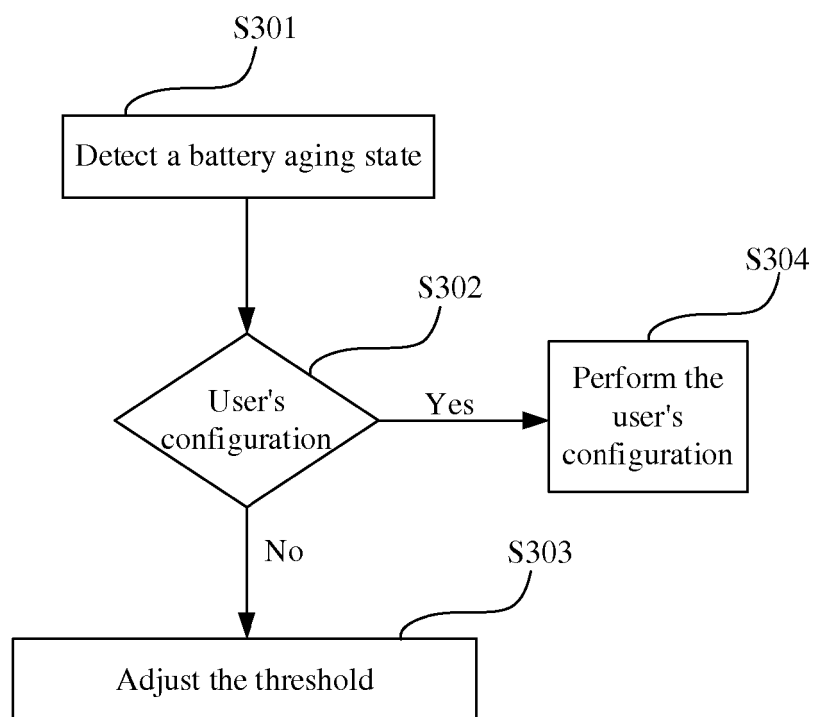 S301
Detect a battery aging state
S302
User's
configuration
Yes
S304
Perform the
user's
configuration
No
S303
Adjust the threshold